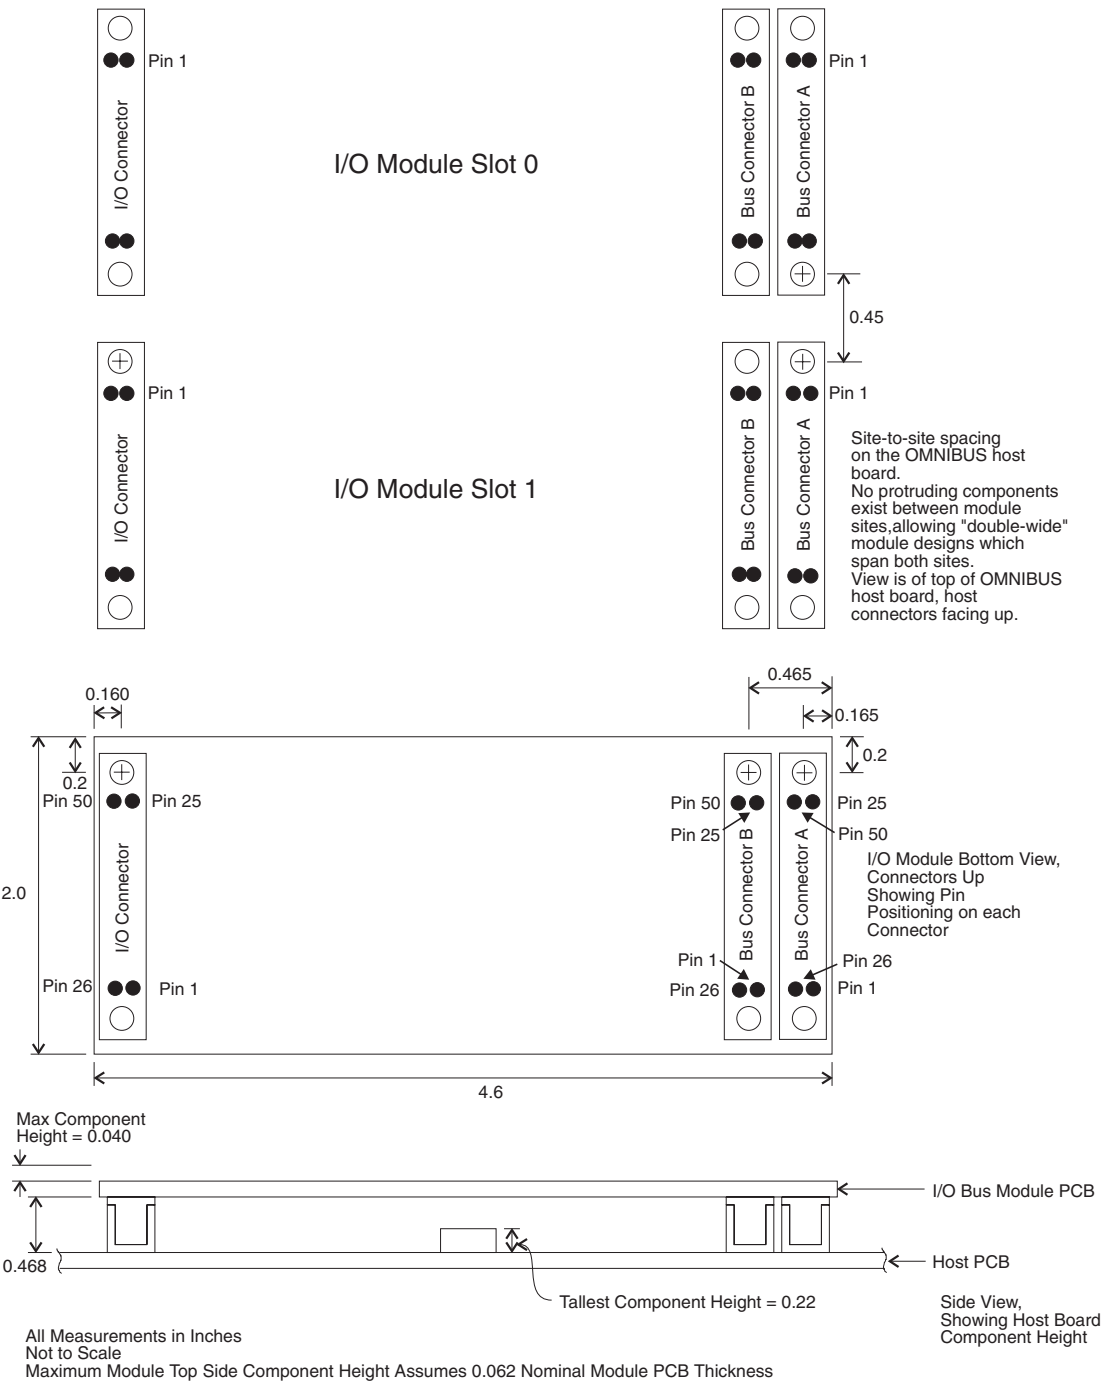 Pin 1
Pin 1
I/O Connector
I/O Module Slot 0
Bus Connector B
Bus Connector A
0.45
Pin 1
Pin 1
I/O Connector
I/O Module Slot 1
Bus Connector B
Bus Connector A
Site-to-site spacing
on the OMNIBUS host
board.
No protruding components
exist between module
sites,allowing "double-wide"
module designs which
span both sites.
View is of top of OMNIBUS
host board, host
connectors facing up.
0.465
0.160
0.165
0.2
0.2
Pin 50
Pin 25
Pin 50
Pin 25
Pin 25
Pin 50
I/O Connector
Bus Connector B
Bus Connector A
I/O Module Bottom View,
Connectors Up
Showing Pin
Positioning on each
Connector
2.0
Pin 1
Pin 26
Pin 26
Pin 1
Pin 26
Pin 1
4.6
Max Component
Height = 0.040
I/O Bus Module PCB
0.468
Host PCB
Tallest Component Height = 0.22
Side View,
Showing Host Board
Component Height
All Measurements in Inches
Not to Scale
Maximum Module Top Side Component Height Assumes 0.062 Nominal Module PCB Thickness